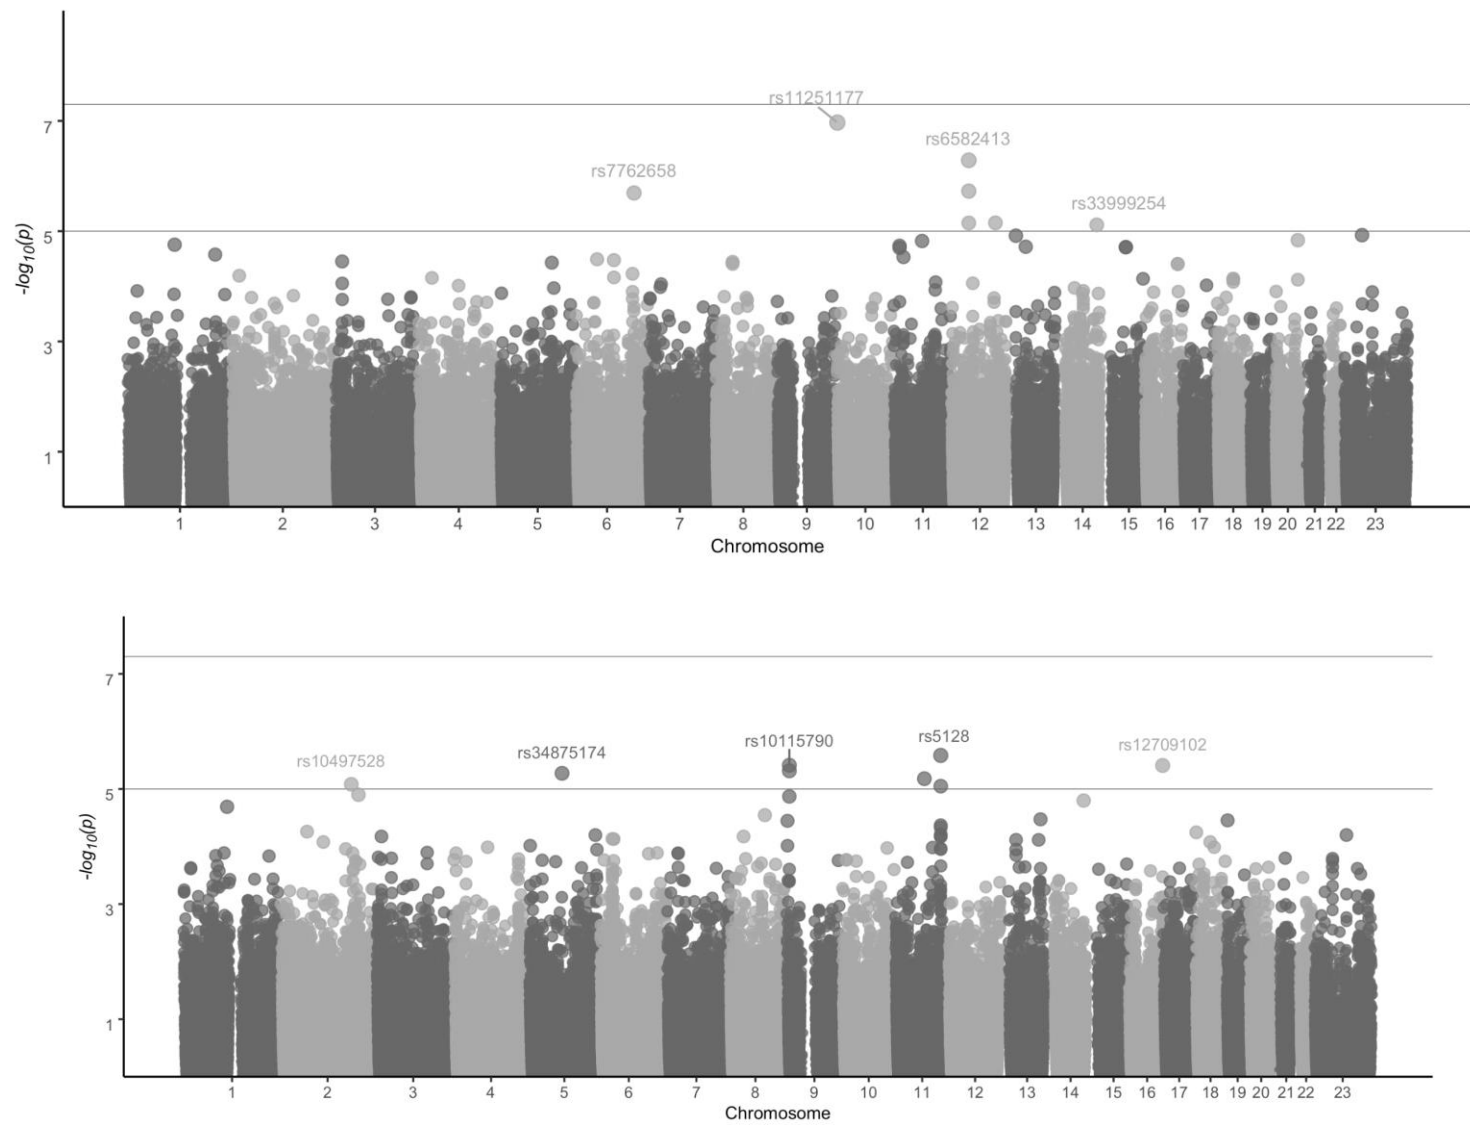 rs11251177
rs6582413
rs7762658
rs33999254
7
5
3
1
-log10(p)
1 2 3 4 5 6 7 8 9 10 11 12 13 14 15 16 17 18 19 20 21 22 23
Chromosome
rs5128
rs10115790
rs12709102
rs34875174
rs10497528
7
5
3
1
-log10(p)
1 2 3 4 5 6 7 8 9 10 11 12 13 14 15 16 17 18 19 20 21 22 23
Chromosome